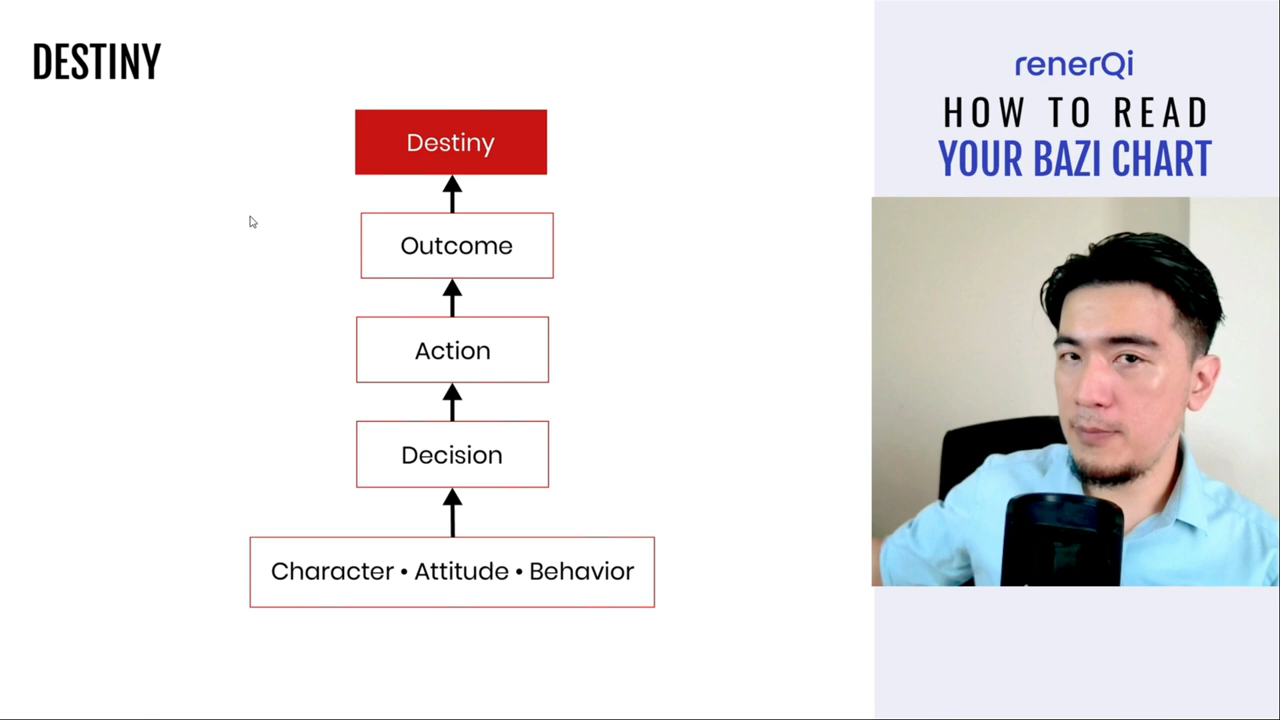 DESTINY
Destiny
Outcome
Action
Decision
Character • Attitude • Behavior
renerQi
HOW TO READ
YOUR BAZI CHART